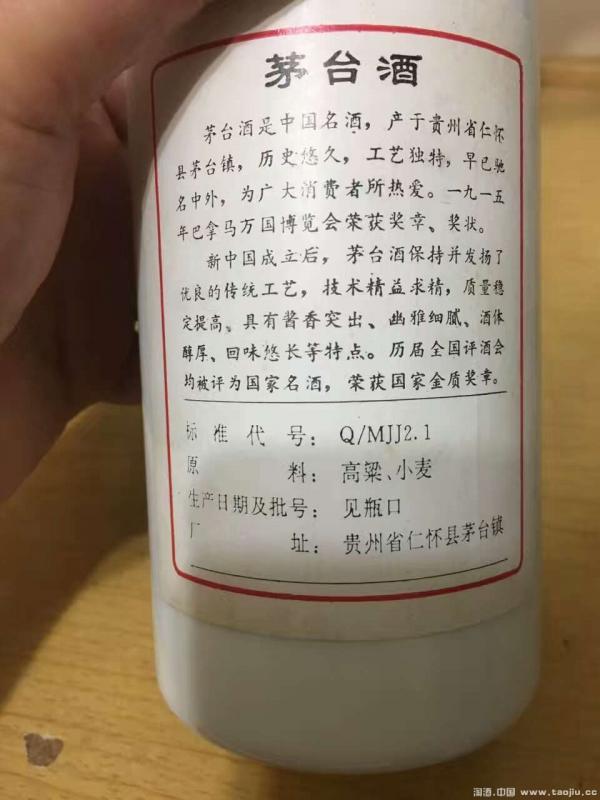 茅台酒
茅台酒是中国名酒，产于贵州省仁怀
县茅台镇，历史悠久，工艺独特，早已驰
名中外，为广大消费者所热爱。一九一五
年巴拿马万国博览会荣获奖章、奖状。
新中国成立后，茅台酒保持并发扬了
优良的传统工艺，技术精益求精，质量稳
定提高。具有酱香突出、幽雅细腻、酒体
醇厚、回味悠长等特点。历届全国评酒会
均被评为国家名酒，荣获国家金质奖章。
标准代号：Q/MJJ2.1
原料：高粱、小麦
生产日期及批号：见瓶口
厂址：贵州省仁怀县茅台镇
淘酒.中国 www.taojiu.cc